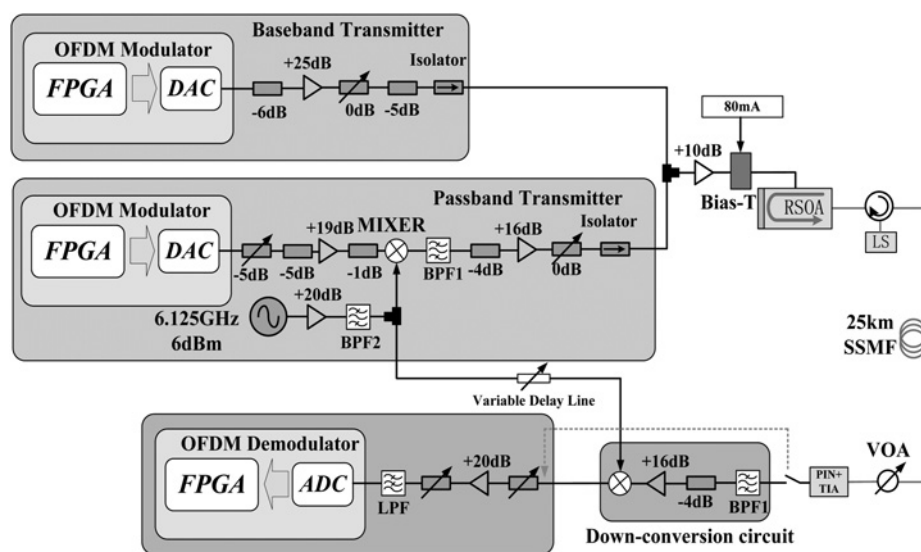 Baseband Transmitter
OFDM Modulator
FPGA
DAC
-6dB
+25dB
0dB
-5dB
Isolator
80mA
+10dB
Bias-T
RSOA
LS
Passband Transmitter
OFDM Modulator
FPGA
DAC
-5dB
-5dB
+19dB
-1dB
MIXER
BPF1
-4dB
+16dB
0dB
Isolator
6.125GHz
6dBm
+20dB
BPF2
25km
SSMF
Variable Delay Line
OFDM Demodulator
FPGA
ADC
LPF
+20dB
+16dB
-4dB
BPF1
PIN+
TIA
VOA
Down-conversion circuit